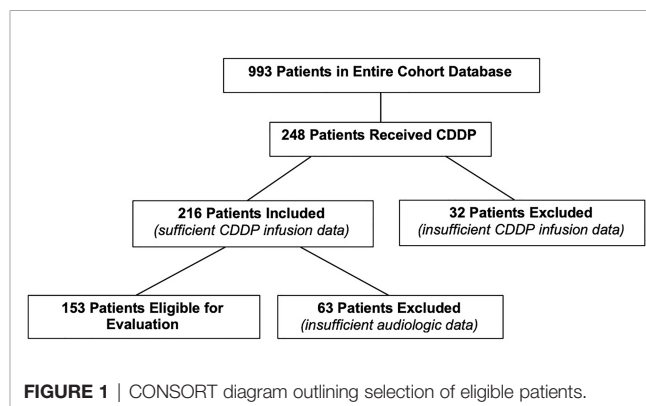 993 Patients in Entire Cohort Database
248 Patients Received CDDP
216 Patients Included
(sufficient CDDP infusion data)
32 Patients Excluded
(insufficient CDDP infusion data)
153 Patients Eligible for
Evaluation
63 Patients Excluded
(insufficient audiologic data)
FIGURE 1 | CONSORT diagram outlining selection of eligible patients.